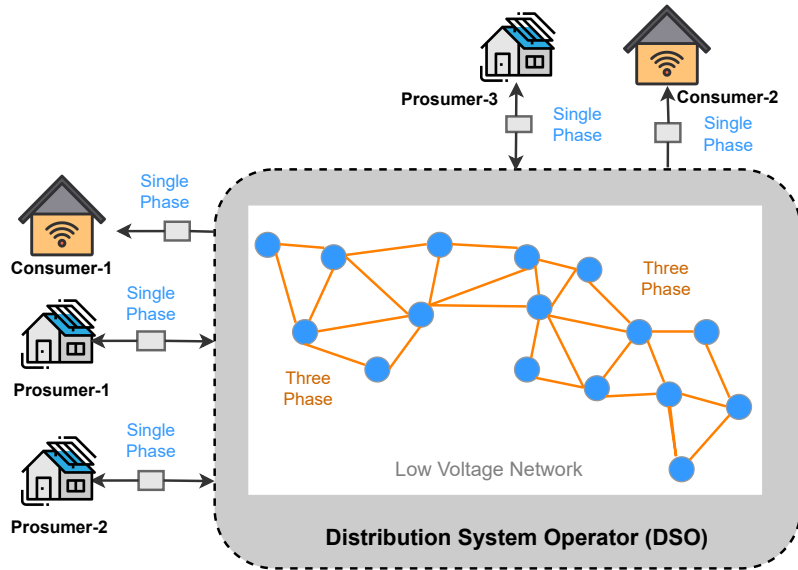 Prosumer-3
Single
Phase
Consumer-2
Single
Phase
Single
Phase
Consumer-1
Single
Phase
Prosumer-1
Single
Phase
Prosumer-2
Three
Phase
Three
Phase
Low Voltage Network
Distribution System Operator (DSO)